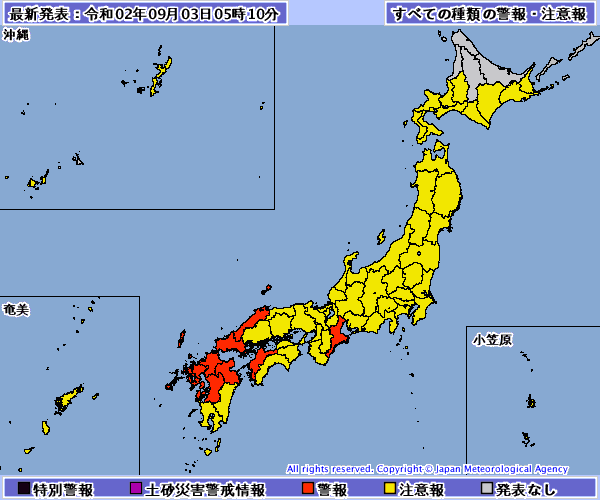 最新発表：令和02年09月03日05時10分
すべての種類の警報・注意報
沖縄
奄美
小笠原
All rights reserved. Copyright © Japan Meteorological Agency
特別警報 土砂災害警戒情報 警報 注意報 発表なし